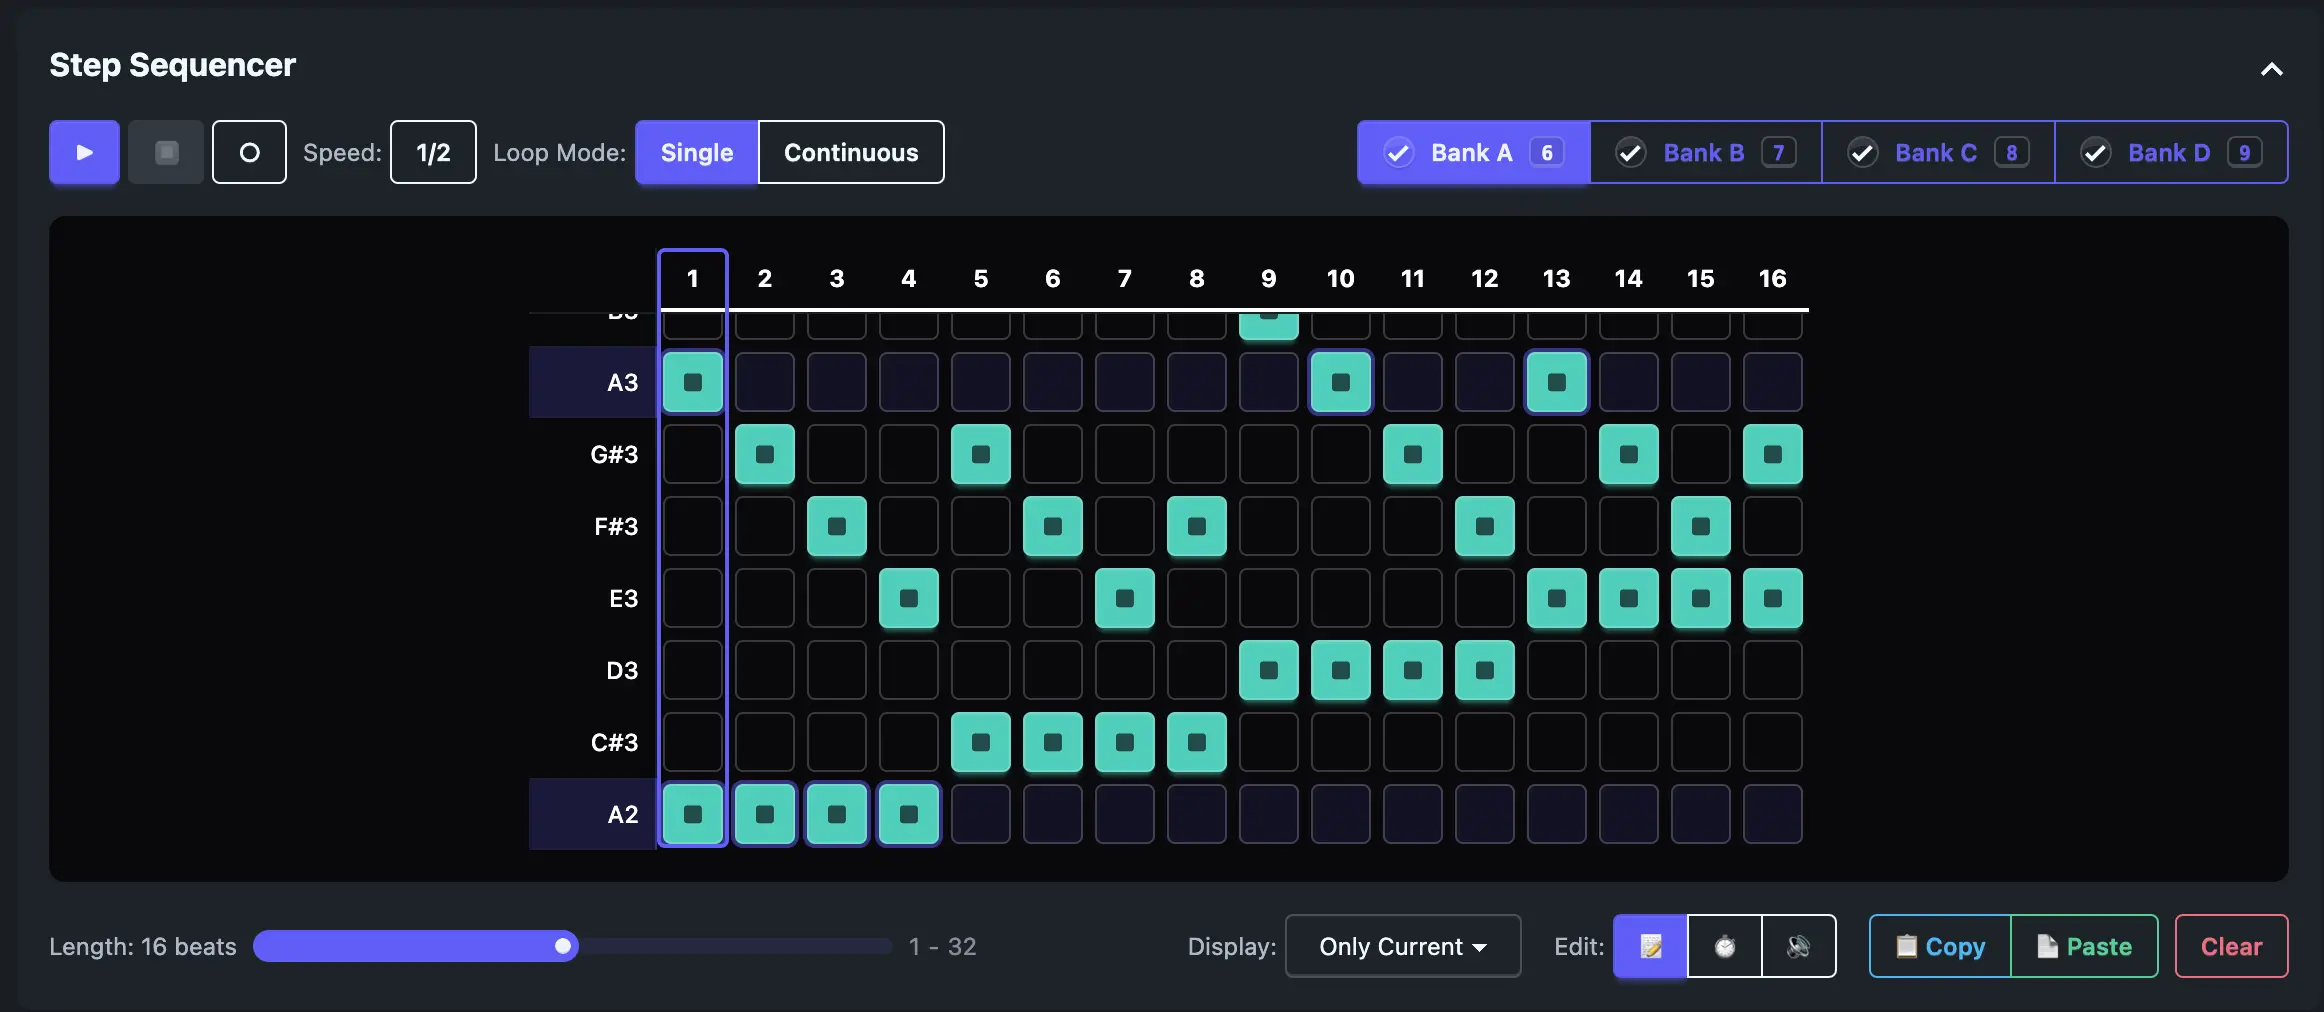 Step Sequencer
Speed: 1/2 Loop Mode: Single Continuous Bank A 6 Bank B 7 Bank C 8 Bank D 9
1 2 3 4 5 6 7 8 9 10 11 12 13 14 15 16
A3
G#3
F#3
E3
D3
C#3
A2
Length: 16 beats 1 - 32 Display: Only Current Edit: Copy Paste Clear